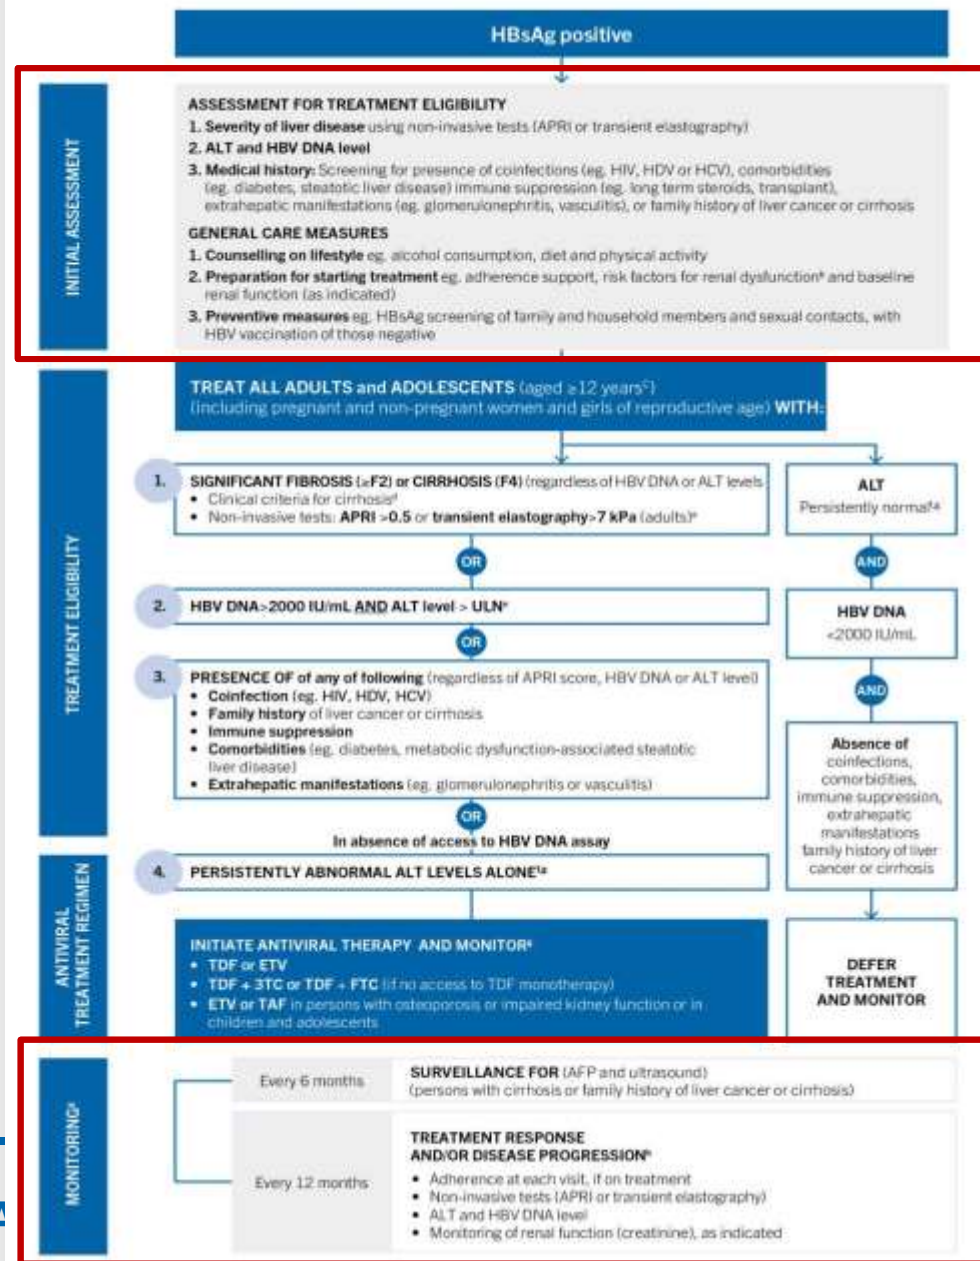 HBsAg positive
INITIAL ASSESSMENT
ASSESSMENT FOR TREATMENT ELIGIBILITY
1. Severity of liver disease using non-invasive tests (APRI or transient elastography)
2. ALT and HBV DNA level
3. Medical history: Screening for presence of coinfections (eg. HIV, HDV or HCV), comorbidities
(eg. diabetes, steatotic liver disease) immune suppression (eg. long term steroids, transplant),
extrahepatic manifestations (eg. glomerulonephritis, vasculitis), or family history of liver cancer or cirrhosis
GENERAL CARE MEASURES
1. Counselling on lifestyle eg. alcohol consumption, diet and physical activity
2. Preparation for starting treatment eg. adherence support, risk factors for renal dysfunctionᵇ and baseline
renal function (as indicated)
3. Preventive measures eg. HBsAg screening of family and household members and sexual contacts, with
HBV vaccination of those negative
TREATMENT ELIGIBILITY
TREAT ALL ADULTS and ADOLESCENTS (aged ≥12 yearsᶜ)
(including pregnant and non-pregnant women and girls of reproductive age) WITH:
1.
SIGNIFICANT FIBROSIS (≥F2) or CIRRHOSIS (F4) (regardless of HBV DNA or ALT levels
• Clinical criteria for cirrhosisᵈ
• Non-invasive tests: APRI >0.5 or transient elastography>7 kPa (adults)ᵉ
OR
2.
HBV DNA>2000 IU/mL AND ALT level > ULNᵉ
OR
3.
PRESENCE OF of any of following (regardless of APRI score, HBV DNA or ALT level)
• Coinfection (eg. HIV, HDV, HCV)
• Family history of liver cancer or cirrhosis
• Immune suppression
• Comorbidities (eg. diabetes, metabolic dysfunction-associated steatotic
liver disease)
• Extrahepatic manifestations (eg. glomerulonephritis or vasculitis)
OR
In absence of access to HBV DNA assay
4.
PERSISTENTLY ABNORMAL ALT LEVELS ALONE
ALT
Persistently normal
AND
HBV DNA
<2000 IU/mL
AND
Absence of
coinfections,
comorbidities,
immune suppression,
extrahepatic
manifestations
family history of liver
cancer or cirrhosis
DEFER
TREATMENT
AND MONITOR
ANTIVIRAL
TREATMENT REGIMEN
INITIATE ANTIVIRAL THERAPY AND MONITORᵍ
• TDF or ETV
• TDF + 3TC or TDF + FTC (if no access to TDF monotherapy)
• ETV or TAF in persons with osteoporosis or impaired kidney function or in
children and adolescents
MONITORINGᵍ
Every 6 months
SURVEILLANCE FOR (AFP and ultrasound)
(persons with cirrhosis or family history of liver cancer or cirrhosis)
Every 12 months
TREATMENT RESPONSE
AND/OR DISEASE PROGRESSIONʰ
• Adherence at each visit, if on treatment
• Non-invasive tests (APRI or transient elastography)
• ALT and HBV DNA level
• Monitoring of renal function (creatinine), as indicated